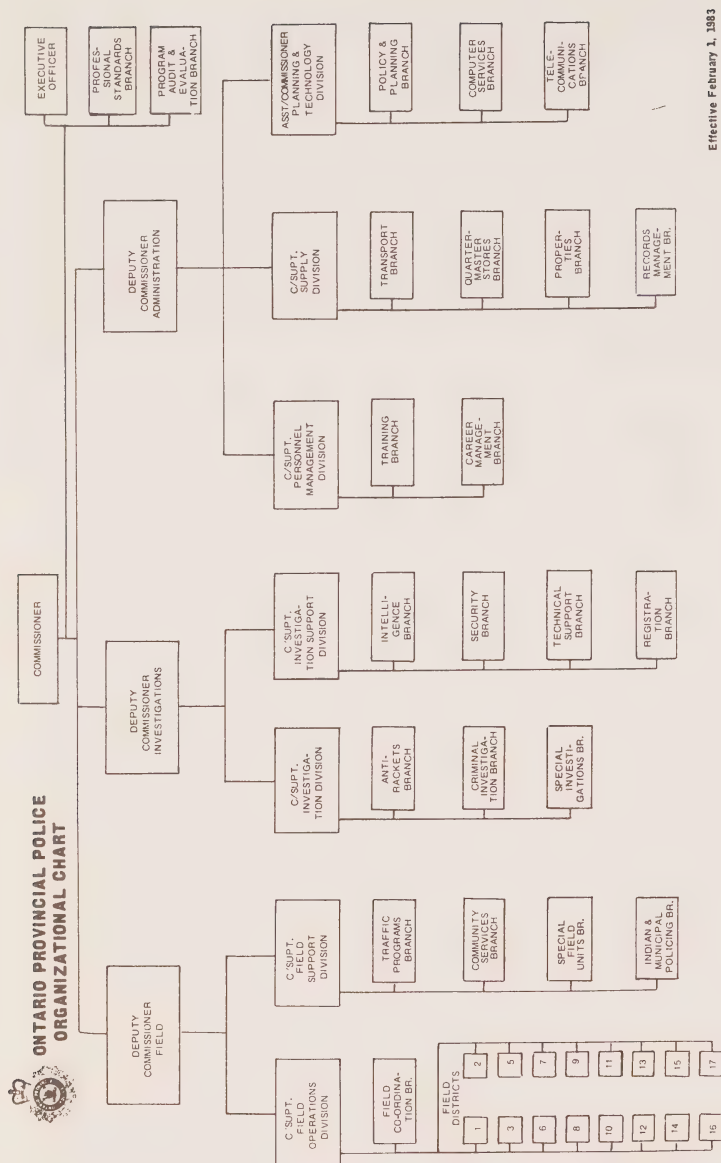 ONTARIO PROVINCIAL POLICE
ORGANIZATIONAL CHART
COMMISSIONER
EXECUTIVE
OFFICER
PROFES-
SIONAL
STANDARDS
BRANCH
PROGRAM
AUDIT &
EVALUA-
TION BRANCH
DEPUTY
COMMISSIONER
FIELD
DEPUTY
COMMISSIONER
INVESTIGATIONS
DEPUTY
COMMISSIONER
ADMINISTRATION
C'SUPT.
FIELD
OPERATIONS
DIVISION
FIELD
CO-ORDINA-
TION BR.
FIELD
DISTRICTS
1
2
3
5
6
7
8
9
10
11
12
13
14
15
16
17
C'SUPT.
FIELD
SUPPORT
DIVISION
TRAFFIC
PROGRAMS
BRANCH
COMMUNITY
SERVICES
BRANCH
SPECIAL
FIELD
UNITS BR.
INDIAN &
MUNICIPAL
POLICING BR.
C/SUPT.
INVESTIGA-
TION DIVISION
ANTI-
RACKETS
BRANCH
CRIMINAL
INVESTIGA-
TION BRANCH
SPECIAL
INVESTI-
GATIONS BR.
C'SUPT.
INVESTIGA-
TION SUPPORT
DIVISION
INTELLI-
GENCE
BRANCH
SECURITY
BRANCH
TECHNICAL
SUPPORT
BRANCH
REGISTRA-
TION
BRANCH
C/SUPT.
PERSONNEL
MANAGEMENT
DIVISION
TRAINING
BRANCH
CAREER
MANAGE-
MENT
BRANCH
C/SUPT.
SUPPLY
DIVISION
TRANSPORT
BRANCH
QUARTER-
MASTER
STORES
BRANCH
PROPER-
TIES
BRANCH
RECORDS
MANAGE-
MENT BR.
ASST/COMMISSIONER
PLANNING &
TECHNOLOGY
DIVISION
POLICY &
PLANNING
BRANCH
COMPUTER
SERVICES
BRANCH
TELE-
COMMUNI-
CATIONS
BRANCH
Effective February 1, 1983